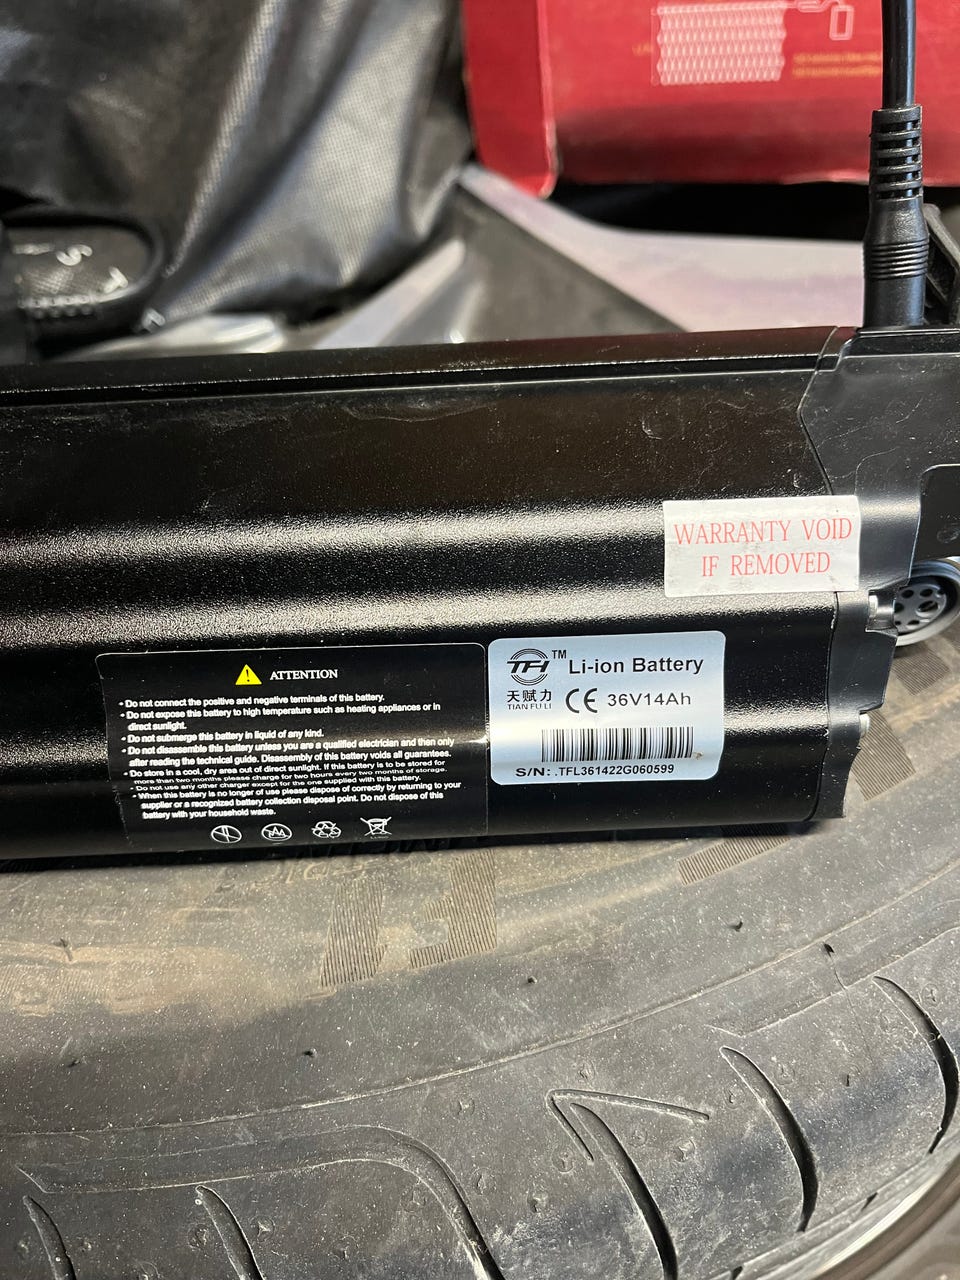 WARRANTY VOID
IF REMOVED
ATTENTION
• Do not connect the positive and negative terminals of this battery.
• Do not expose this battery to high temperature such as heating appliances or in
direct sunlight.
• Do not submerge this battery in liquid of any kind.
• Do not disassemble this battery unless you are a qualified electrician and then only
after reading the technical guide. Disassembly of this battery voids all guarantees.
• Do store in a cool, dry area out of direct sunlight. If this battery is to be stored for
more than two months please charge for two hours every two months of storage.
• Do not use any other charger except for the one supplied with this battery.
• When this battery is no longer of use please dispose of correctly by returning to your
supplier or a recognized battery collection disposal point. Do not dispose of this
battery with your household waste.
TFH TM Li-ion Battery
天赋力
TIAN FU LI
CE 36V14Ah
S/N: .TFL361422G060599